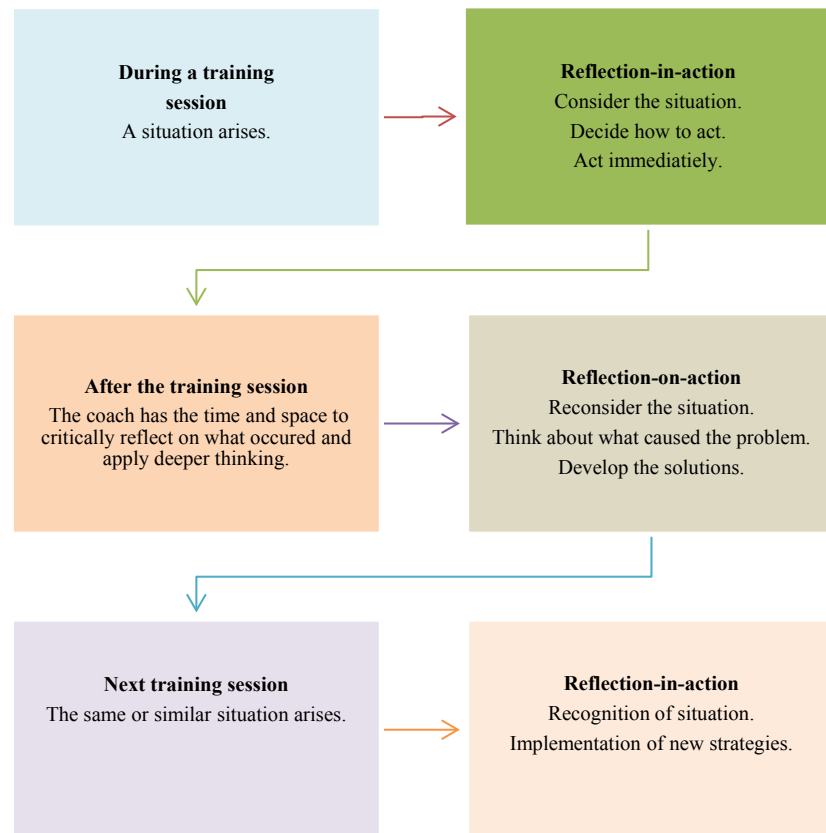 During a training
session
A situation arises.
Reflection-in-action
Consider the situation.
Decide how to act.
Act immediatiely.
After the training session
The coach has the time and space to
critically reflect on what occured and
apply deeper thinking.
Reflection-on-action
Reconsider the situation.
Think about what caused the problem.
Develop the solutions.
Next training session
The same or similar situation arises.
Reflection-in-action
Recognition of situation.
Implementation of new strategies.